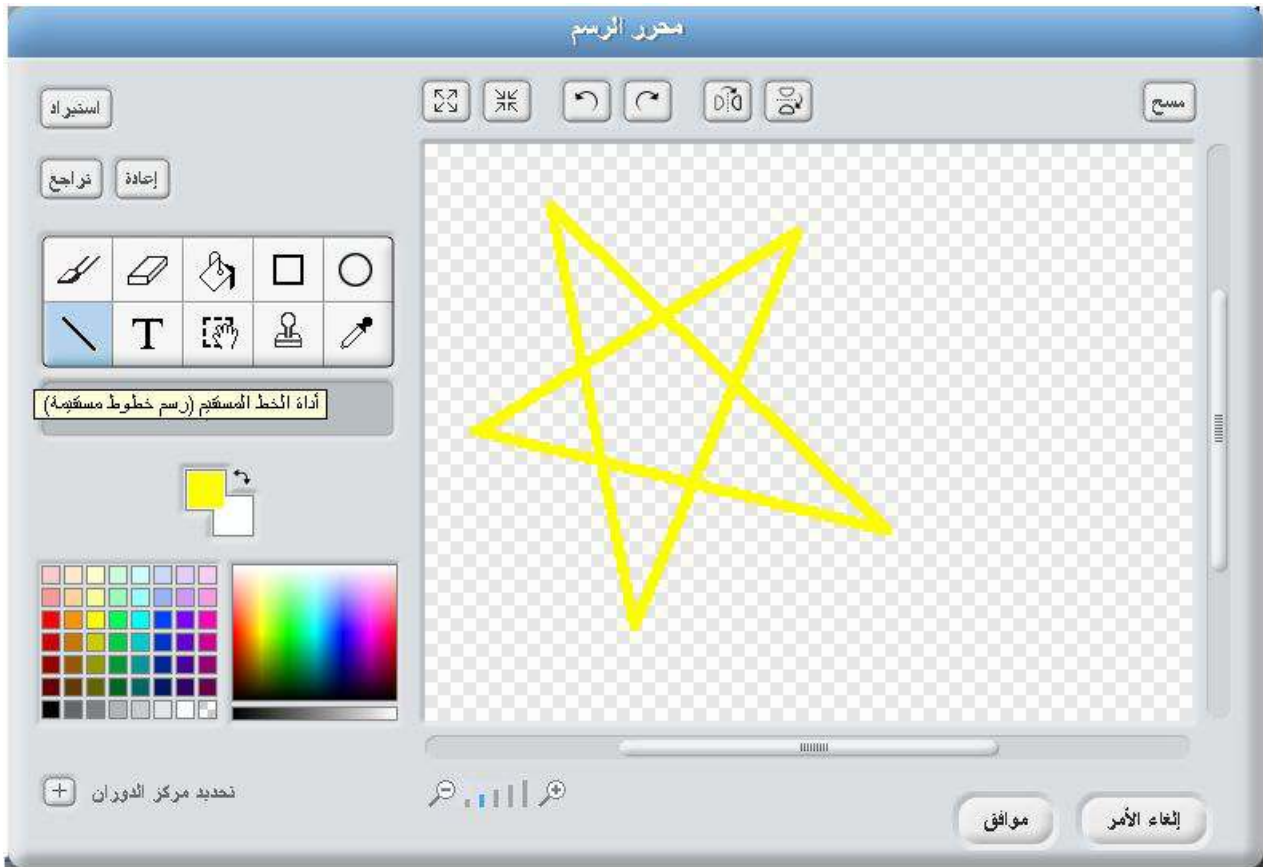 محرر الرسم
مسح
استيراد
إعادة
تراجع
T
أداة الخط المستقيم (رسم خطوط مستقيمة)
تحديد مركز الدوران
إلغاء الأمر
موافق